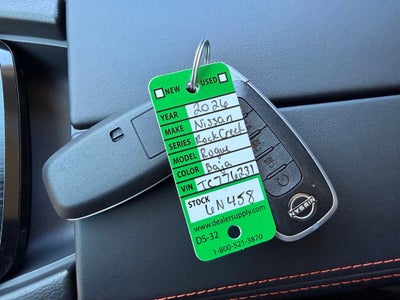 NEW USED
YEAR 2026
MAKE Nissan
SERIES RockCreek
MODEL Rogue
COLOR Baja
VIN TC776231
STOCK 6N458
www.dealersupply.com
DS-32
1-800-521-3870
NISSAN